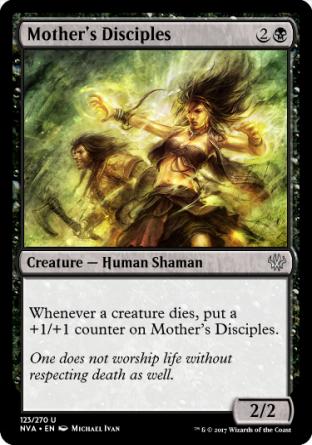 Mother's Disciples 2
Creature — Human Shaman
Whenever a creature dies, put a
+1/+1 counter on Mother's Disciples.
One does not worship life without
respecting death as well.
2/2
123/270 U
NVA • EN Michael Ivan
™ & © 2017 Wizards of the Coast